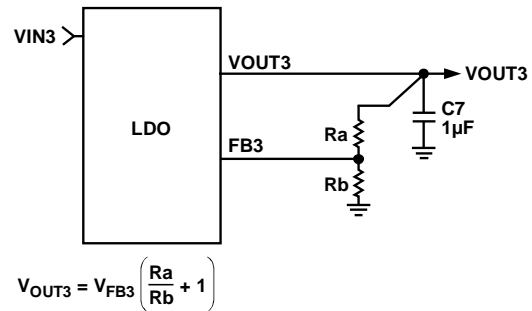 VIN3
VOUT3
VOUT3
C7
1µF
LDO
Ra
FB3
Rb
VOUT3 = VFB3 (Ra/Rb + 1)